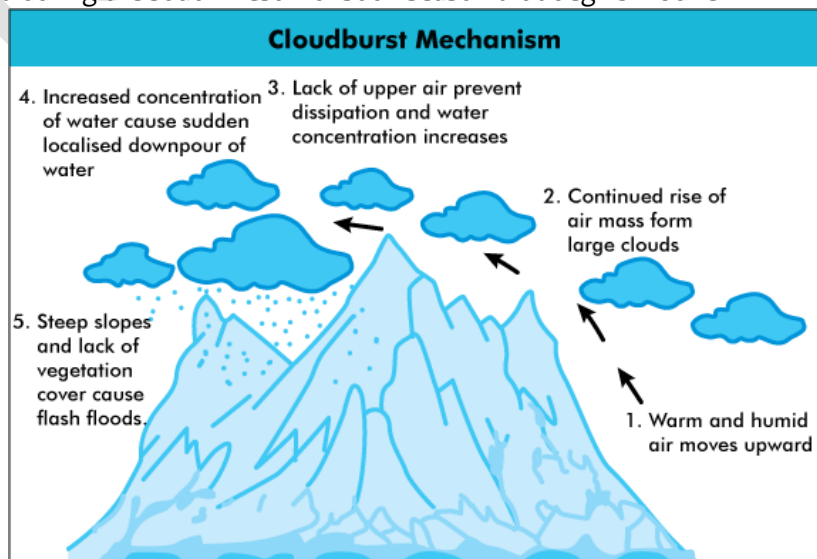 Cloudburst Mechanism
4. Increased concentration
of water cause sudden
localised downpour of
water
3. Lack of upper air prevent
dissipation and water
concentration increases
2. Continued rise of
air mass form
large clouds
5. Steep slopes
and lack of
vegetation
cover cause
flash floods.
1. Warm and humid
air moves upward